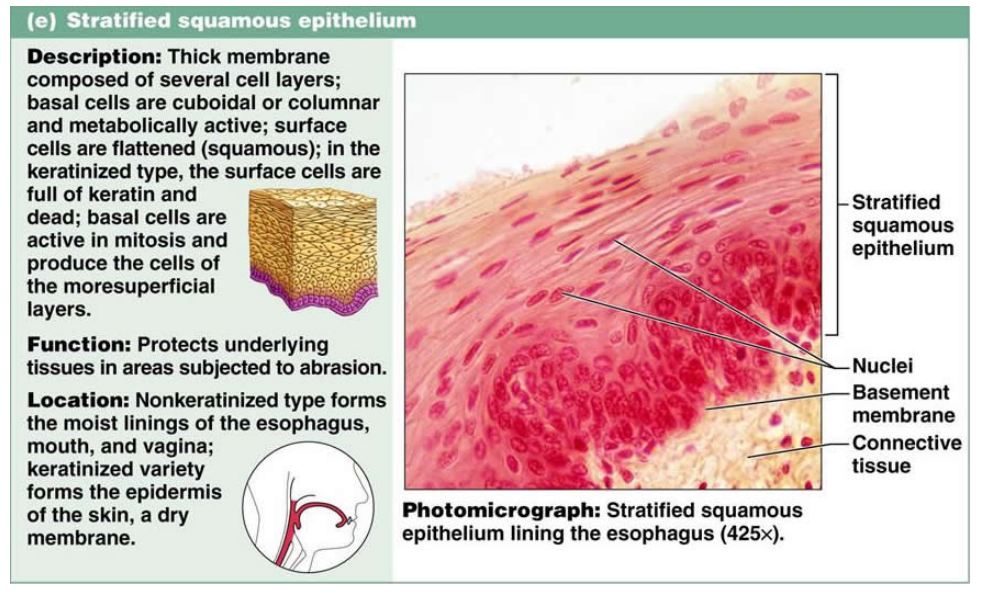 (e) Stratified squamous epithelium
Description: Thick membrane
composed of several cell layers;
basal cells are cuboidal or columnar
and metabolically active; surface
cells are flattened (squamous); in the
keratinized type, the surface cells are
full of keratin and
dead; basal cells are
active in mitosis and
produce the cells of
the moresuperficial
layers.
Function: Protects underlying
tissues in areas subjected to abrasion.
Location: Nonkeratinized type forms
the moist linings of the esophagus,
mouth, and vagina;
keratinized variety
forms the epidermis
of the skin, a dry
membrane.
Stratified
squamous
epithelium
Nuclei
Basement
membrane
Connective
tissue
Photomicrograph: Stratified squamous
epithelium lining the esophagus (425×).